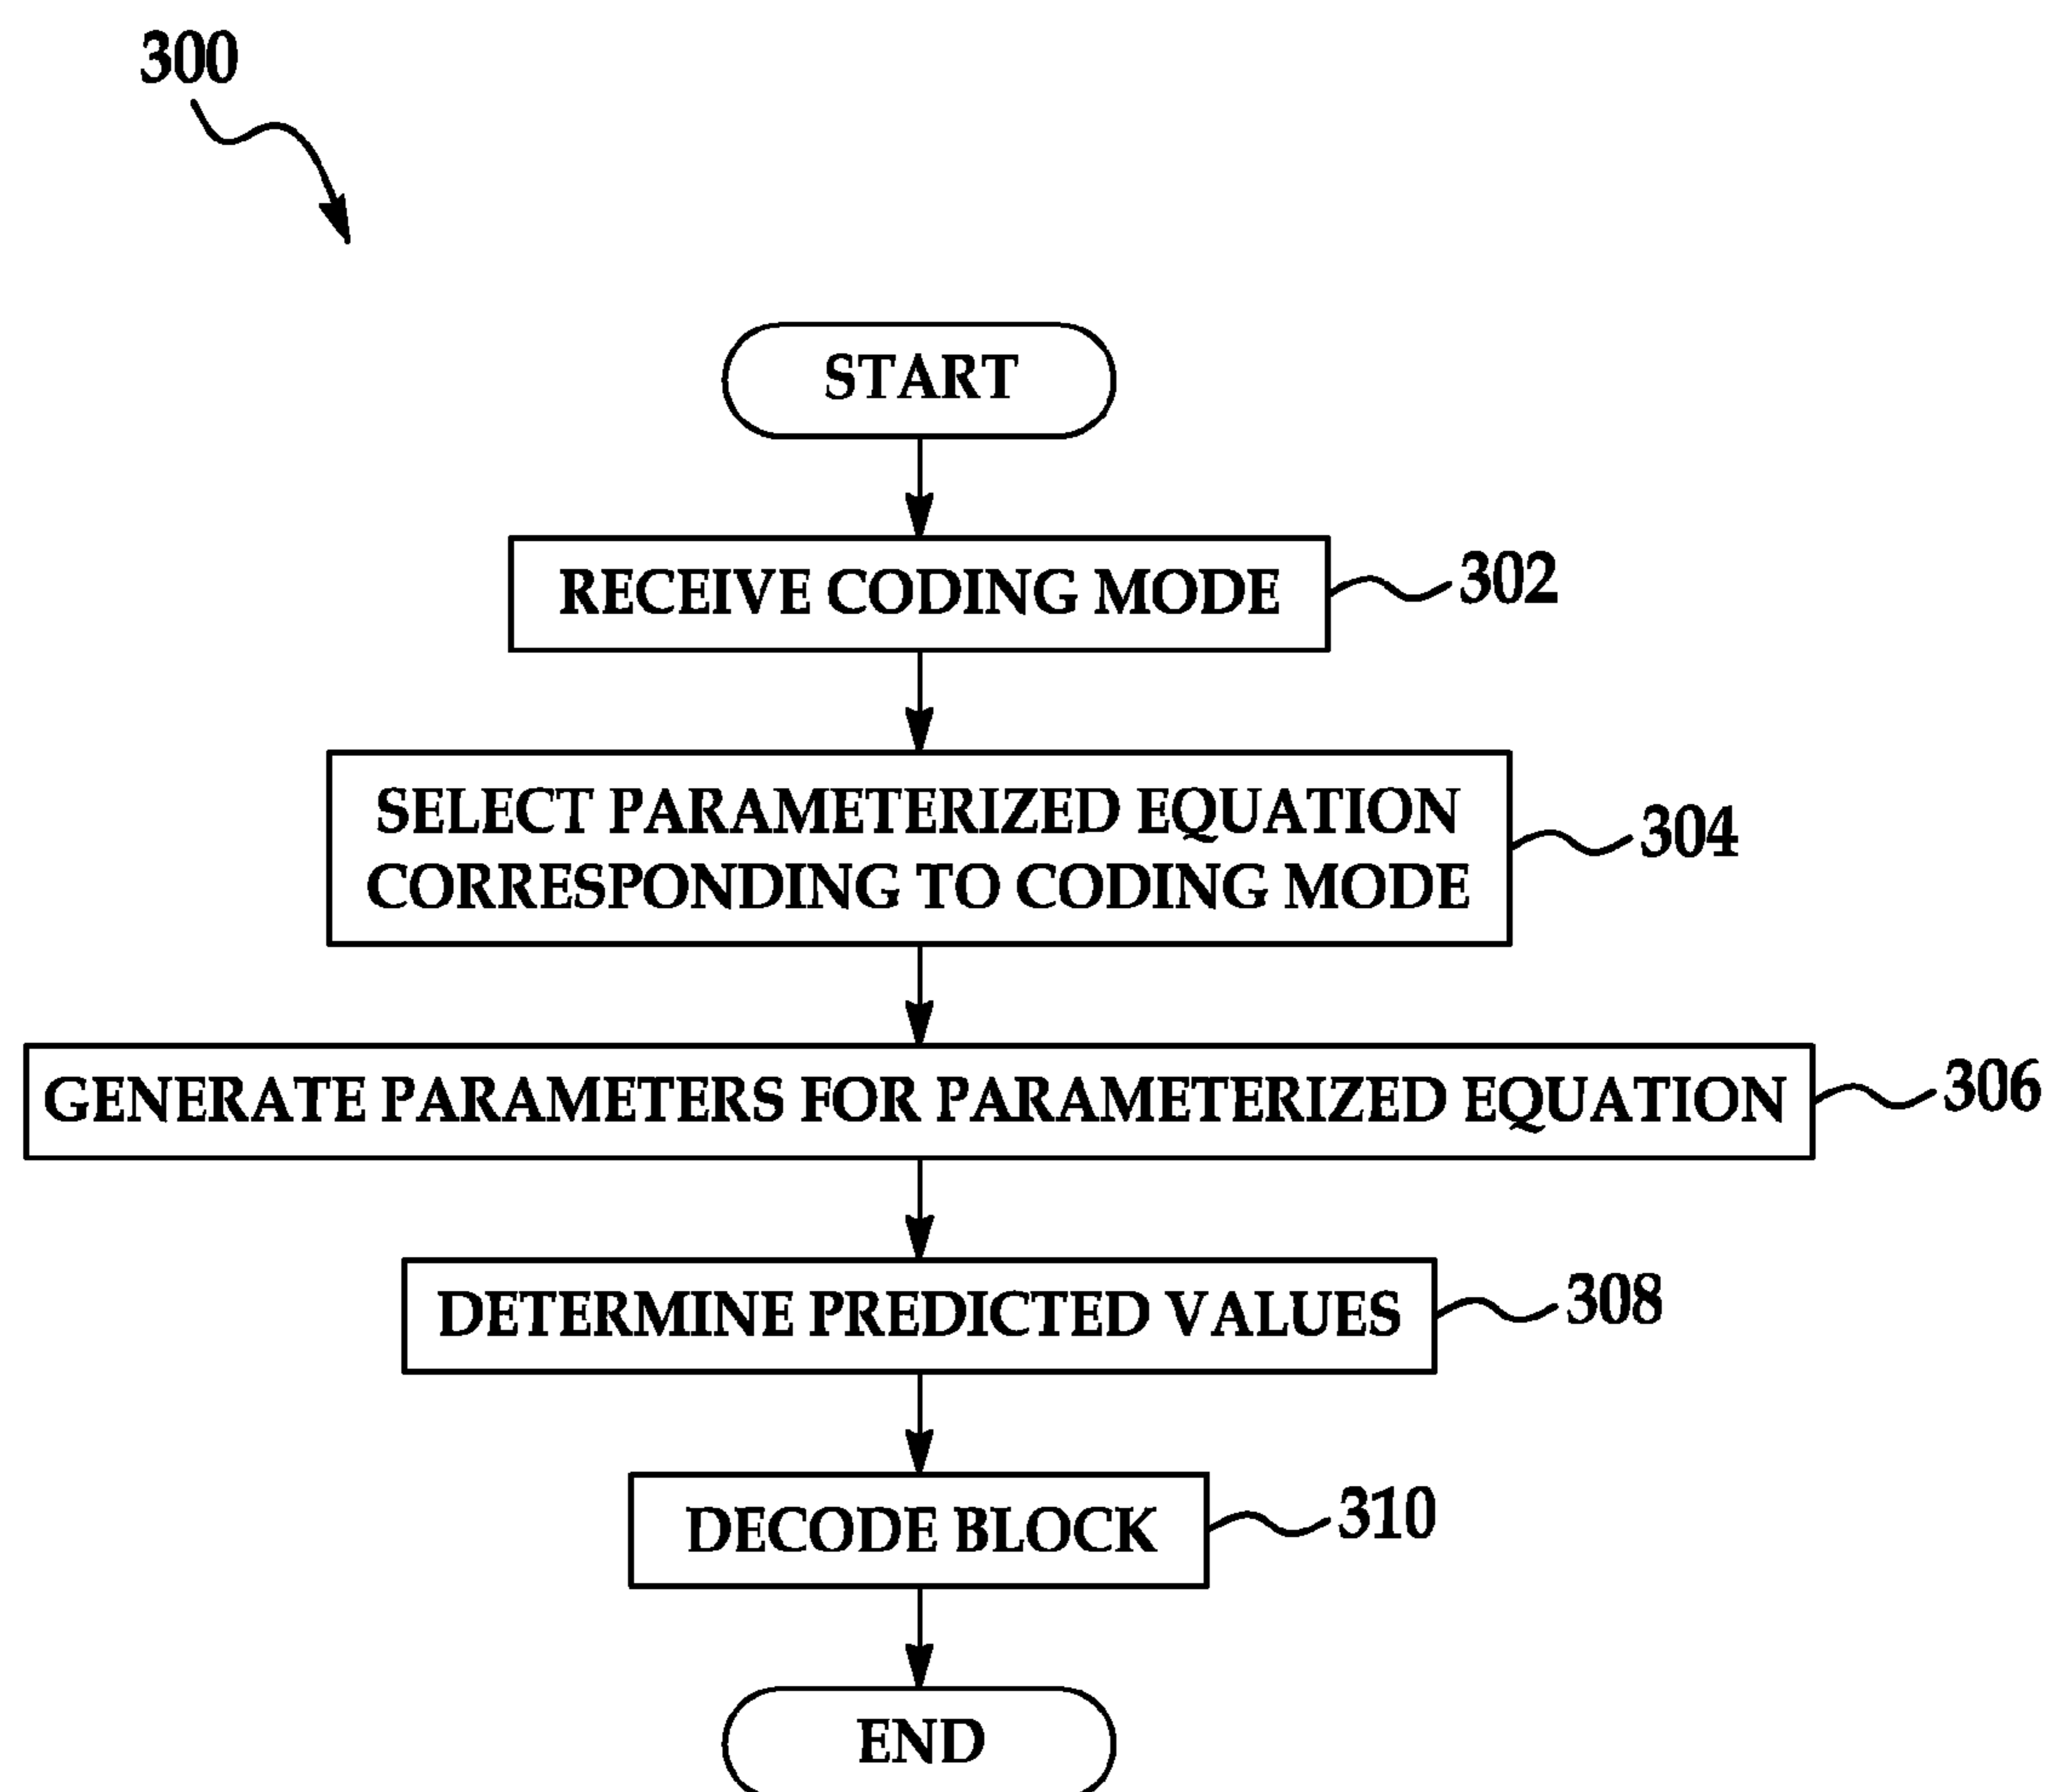 300
START
RECEIVE CODING MODE
302
SELECT PARAMETERIZED EQUATION
CORRESPONDING TO CODING MODE
304
GENERATE PARAMETERS FOR PARAMETERIZED EQUATION
306
DETERMINE PREDICTED VALUES
308
DECODE BLOCK
310
END